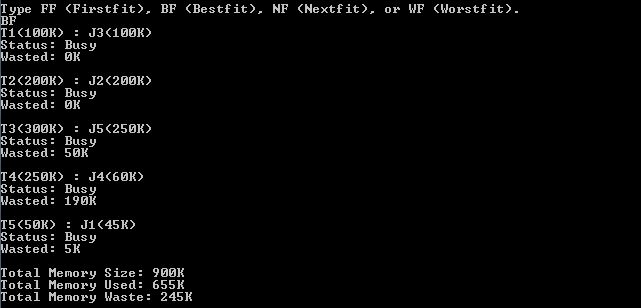 Type FF (Firstfit), BF (Bestfit), NF (Nextfit), or WF (Worstfit).
BF
T1(100K) : J3(100K)
Status: Busy
Wasted: 0K
T2(200K) : J2(200K)
Status: Busy
Wasted: 0K
T3(300K) : J5(250K)
Status: Busy
Wasted: 50K
T4(250K) : J4(60K)
Status: Busy
Wasted: 190K
T5(50K) : J1(45K)
Status: Busy
Wasted: 5K
Total Memory Size: 900K
Total Memory Used: 655K
Total Memory Waste: 245K